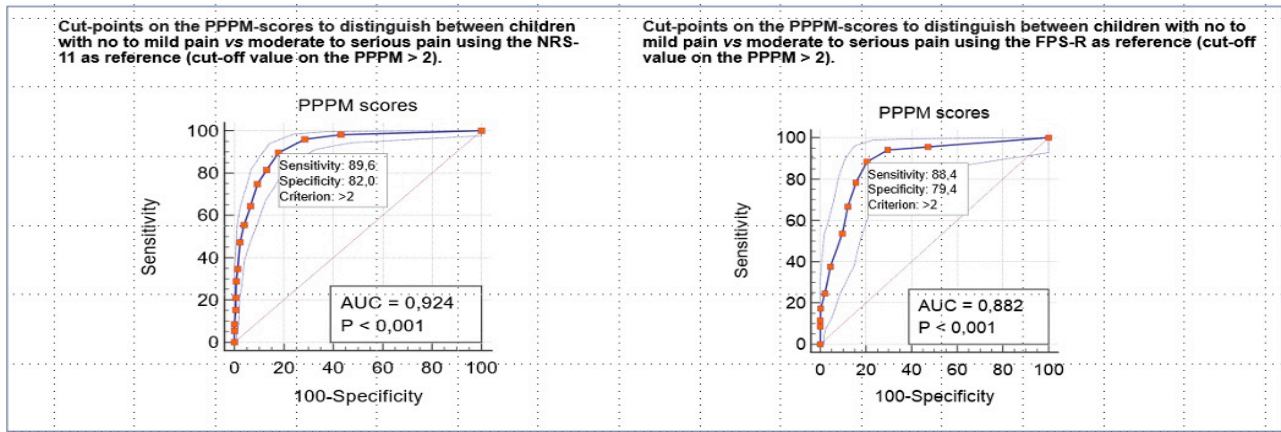 Cut-points on the PPPM-scores to distinguish between children
with no to mild pain vs moderate to serious pain using the NRS-
11 as reference (cut-off value on the PPPM > 2).
PPPM scores
100
80
60
40
20
0
Sensitivity
Sensitivity: 89,6
Specificity: 82,0
Criterion: >2
AUC = 0,924
P < 0,001
0 20 40 60 80 100
100-Specificity
Cut-points on the PPPM-scores to distinguish between children with no to
mild pain vs moderate to serious pain using the FPS-R as reference (cut-off
value on the PPPM > 2).
PPPM scores
100
80
60
40
20
0
Sensitivity
Sensitivity: 88,4
Specificity: 79,4
Criterion: >2
AUC = 0,882
P < 0,001
0 20 40 60 80 100
100-Specificity